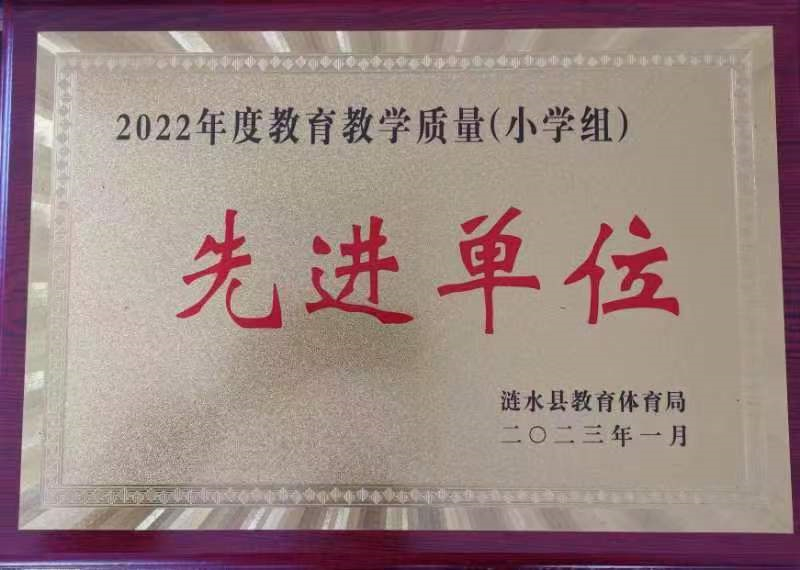 2022年度教育教学质量(小学组)
先进单位
涟水县教育体育局
二〇二三年一月